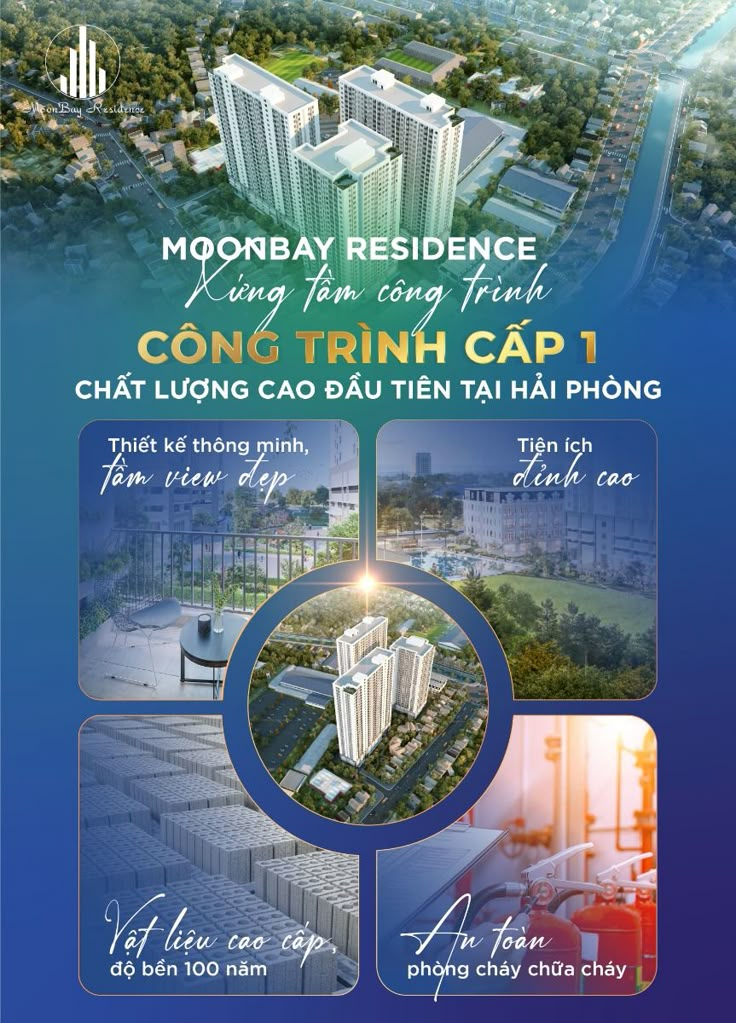 MoonBay Residence
MOONBAY RESIDENCE
Xứng tầm công trình
CÔNG TRÌNH CẤP 1
CHẤT LƯỢNG CAO ĐẦU TIÊN TẠI HẢI PHÒNG
Thiết kế thông minh,
tầm view đẹp
Tiện ích
đỉnh cao
Vật liệu cao cấp,
độ bền 100 năm
An toàn
phòng cháy chữa cháy